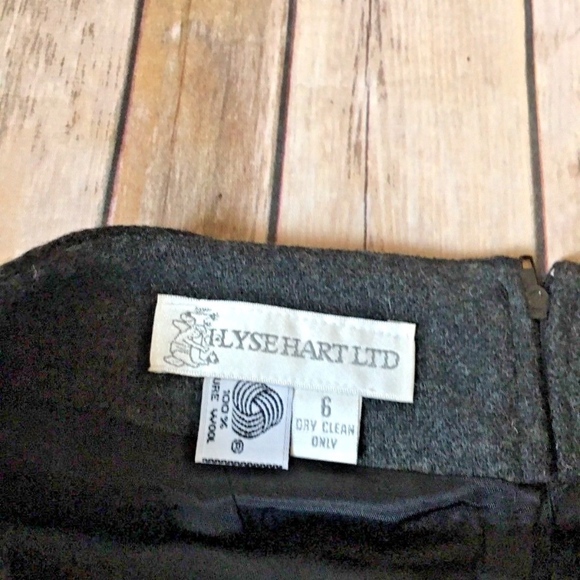 ILYSE HART LTD
100%
PURE WOOL
6
DRY CLEAN
ONLY